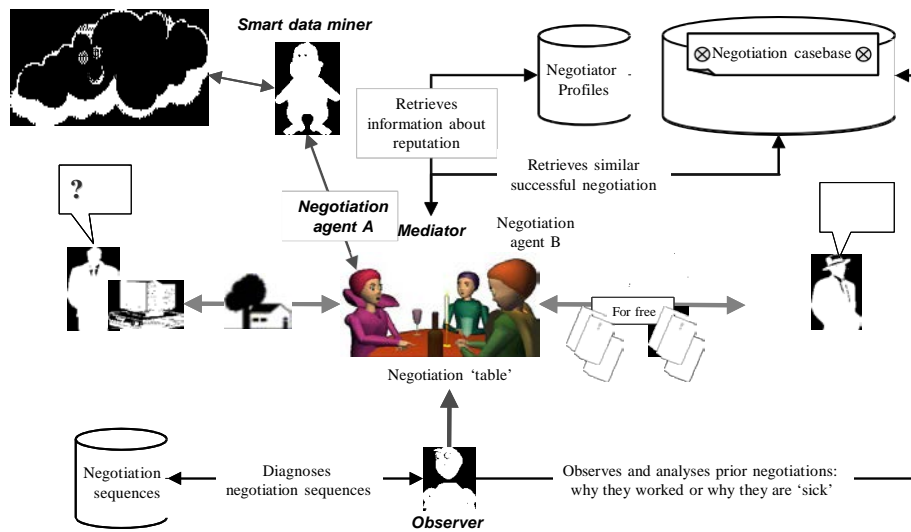 Smart data miner
Negotiation casebase
Negotiator
Profiles
Retrieves
information about
reputation
Retrieves similar
successful negotiation
?
Negotiation
agent A
Mediator
Negotiation
agent B
For free
Negotiation ‘table’
Negotiation
sequences
Diagnoses
negotiation sequences
Observes and analyses prior negotiations:
why they worked or why they are ‘sick’
Observer